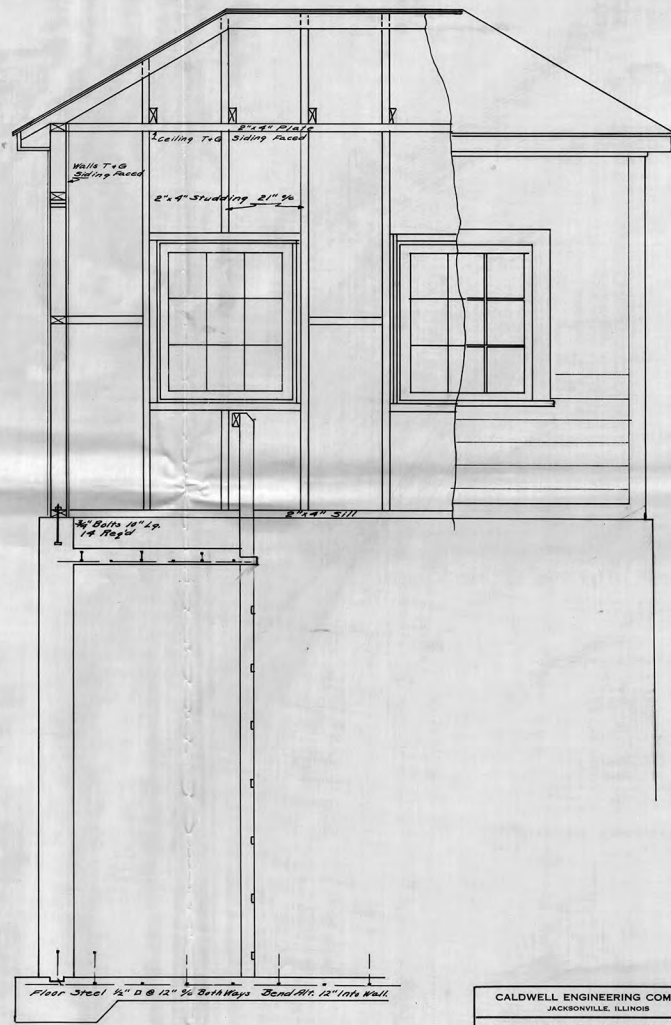 2"x4" Plate
Ceiling T+G Siding Faced
Walls T+G
Siding Faced
2"x4" Studding 21" c/c
2"x4" Sill
3/4" Bolts 10" Lg.
14 Req'd
Floor Steel 1/2" □ @ 12" c/c Both Ways Bend Alt. 12" Into Wall.
CALDWELL ENGINEERING COM
JACKSONVILLE, ILLINOIS